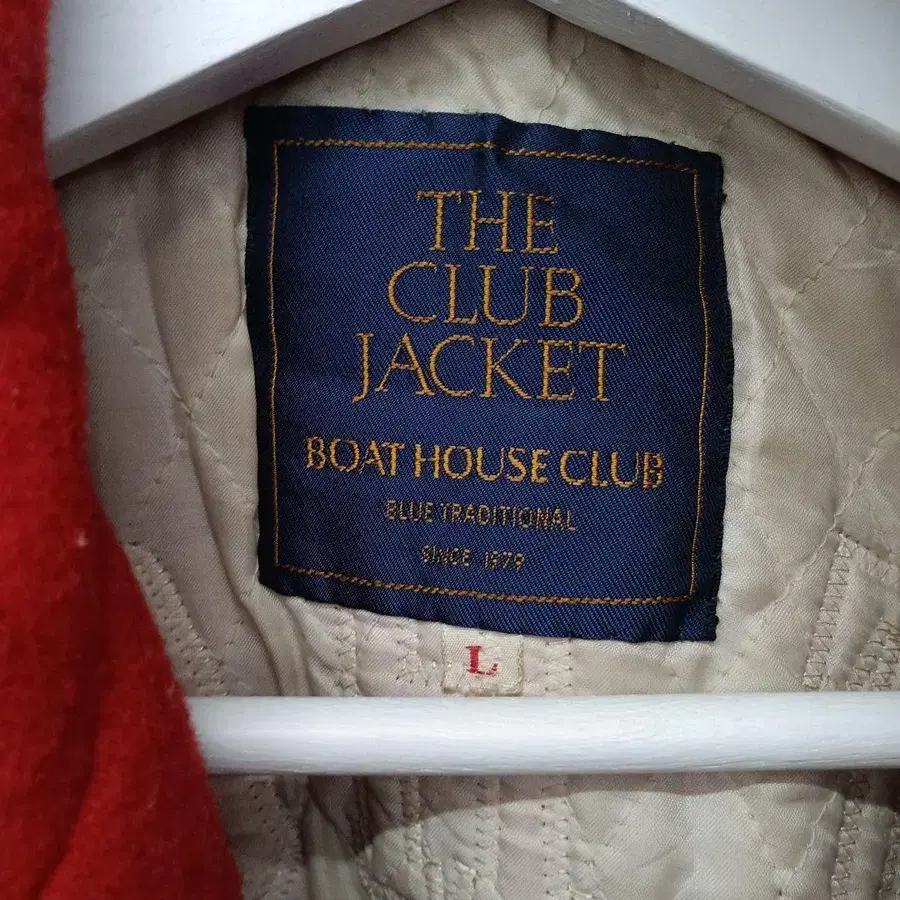 THE
CLUB
JACKET
BOAT HOUSE CLUB
BLUE TRADITIONAL
SINCE 1979
L